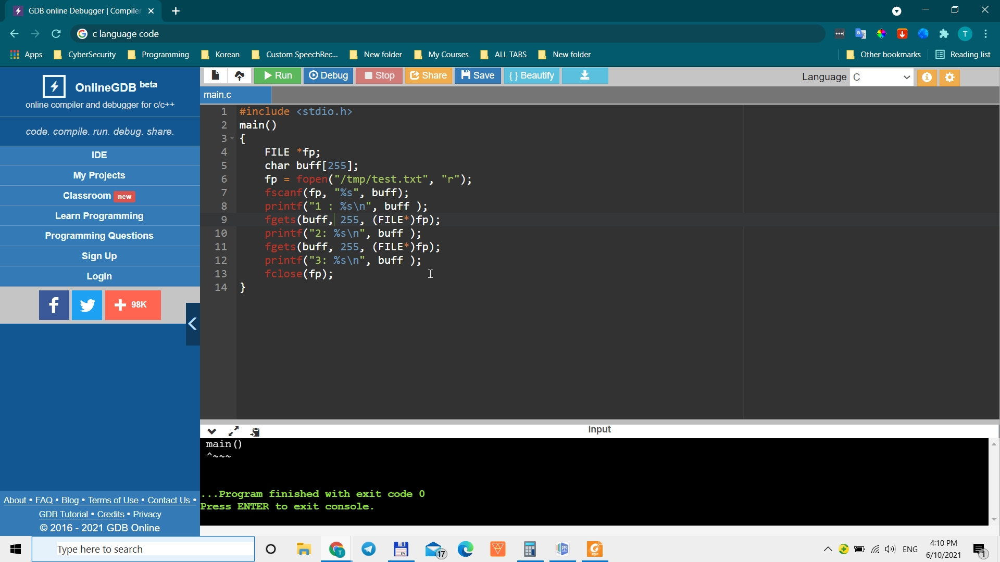 GDB online Debugger | Compiler
c language code
Apps CyberSecurity Programming Korean Custom SpeechRec... New folder My Courses ALL TABS New folder Other bookmarks Reading list
T
OnlineGDB beta
online compiler and debugger for c/c++
code. compile. run. debug. share.
IDE
My Projects
Classroom new
Learn Programming
Programming Questions
Sign Up
Login
98K
About • FAQ • Blog • Terms of Use • Contact Us •
GDB Tutorial • Credits • Privacy
© 2016 - 2021 GDB Online
Run Debug Stop Share Save {} Beautify
Language C
main.c
1 #include <stdio.h>
2 main()
3 {
4 FILE *fp;
5 char buff[255];
6 fp = fopen("/tmp/test.txt", "r");
7 fscanf(fp, "%s", buff);
8 printf("1 : %s\n", buff );
9 fgets(buff, 255, (FILE*)fp);
10 printf("2: %s\n", buff );
11 fgets(buff, 255, (FILE*)fp);
12 printf("3: %s\n", buff );
13 fclose(fp);
14 }
input
main()
^~~~
...Program finished with exit code 0
Press ENTER to exit console.
Type here to search
17
ENG
4:10 PM
6/10/2021
1